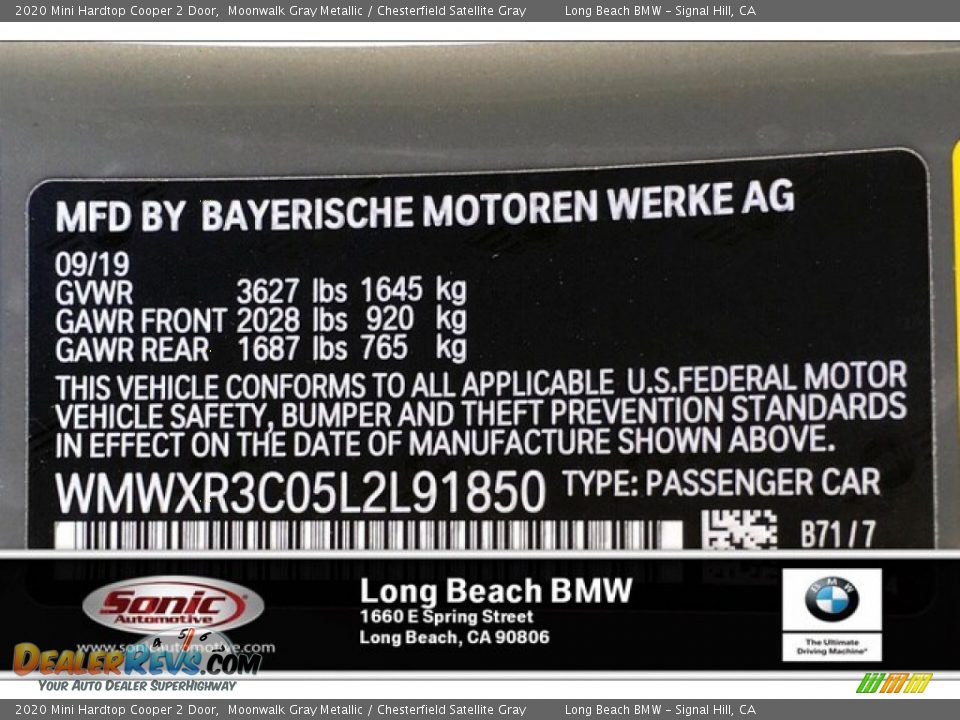 2020 Mini Hardtop Cooper 2 Door,  Moonwalk Gray Metallic / Chesterfield Satellite Gray  Long Beach BMW – Signal Hill, CA
MFD BY BAYERISCHE MOTOREN WERKE AG
09/19
GVWR 3627 lbs 1645 kg
GAWR FRONT 2028 lbs 920 kg
GAWR REAR 1687 lbs 765 kg
THIS VEHICLE CONFORMS TO ALL APPLICABLE U.S.FEDERAL MOTOR
VEHICLE SAFETY, BUMPER AND THEFT PREVENTION STANDARDS
IN EFFECT ON THE DATE OF MANUFACTURE SHOWN ABOVE.
WMWXR3C05L2L91850 TYPE: PASSENGER CAR
B71/7
Sonic
Automotive
www.sonicautomotive.com
Long Beach BMW
1660 E Spring Street
Long Beach, CA 90806
BMW
The Ultimate
Driving Machine®
4 5 6
DealerRevs.com
Your Auto Dealer SuperHighway
2020 Mini Hardtop Cooper 2 Door,  Moonwalk Gray Metallic / Chesterfield Satellite Gray  Long Beach BMW – Signal Hill, CA